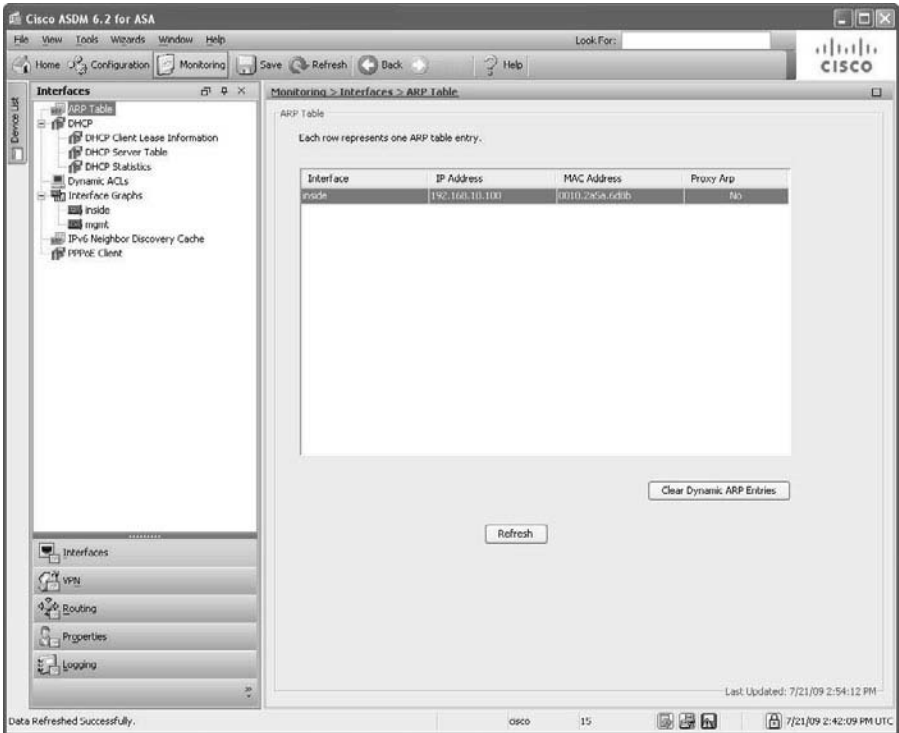 Cisco ASDM 6.2 for ASA
File View Tools Wizards Window Help
Look For:
Home Configuration Monitoring Save Refresh Back Help
CISCO
Device List
Interfaces
ARP Table
DHCP
DHCP Client Lease Information
DHCP Server Table
DHCP Statistics
Dynamic ACLs
Interface Graphs
inside
mgmt
IPv6 Neighbor Discovery Cache
PPPoE Client
Interfaces
VPN
Routing
Properties
Logging
Monitoring > Interfaces > ARP Table
ARP Table
Each row represents one ARP table entry.
Interface IP Address MAC Address Proxy Arp
inside 192.168.10.100 0010.2a5a.6d0b No
Clear Dynamic ARP Entries
Refresh
Last Updated: 7/21/09 2:54:12 PM
Data Refreshed Successfully.
cisco 15 7/21/09 2:42:09 PM UTC